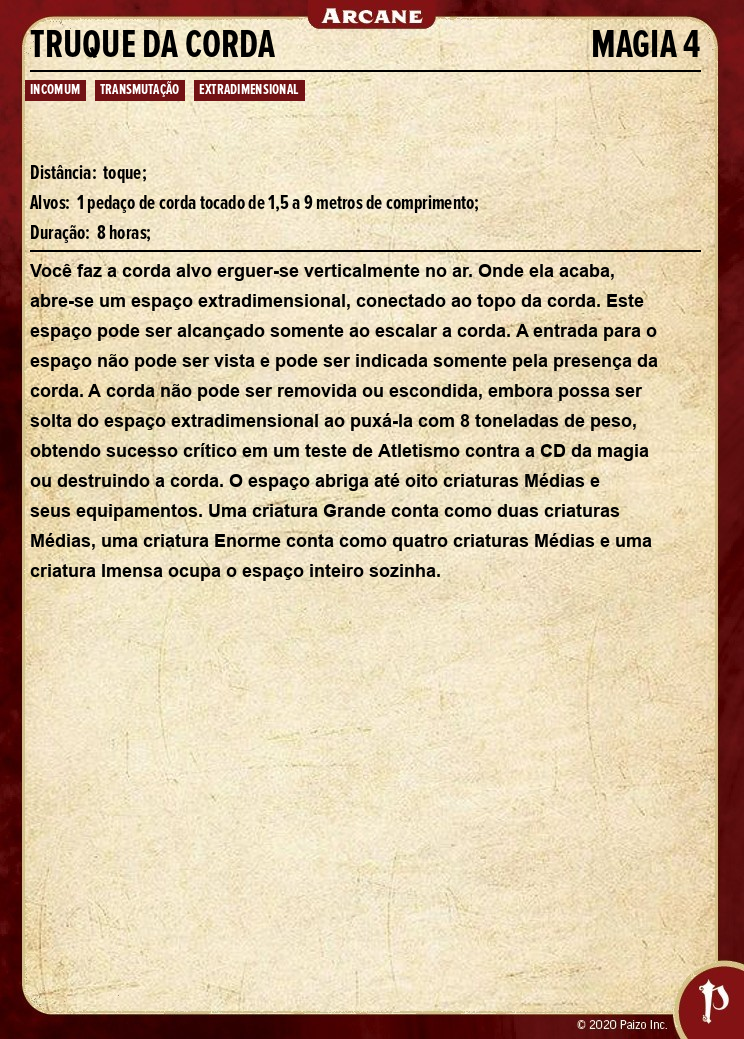 ARCANE
TRUQUE DA CORDA MAGIA 4
INCOMUM TRANSMUTAÇÃO EXTRADIMENSIONAL
Distância: toque;
Alvos: 1 pedaço de corda tocado de 1,5 a 9 metros de comprimento;
Duração: 8 horas;
Você faz a corda alvo erguer-se verticalmente no ar. Onde ela acaba,
abre-se um espaço extradimensional, conectado ao topo da corda. Este
espaço pode ser alcançado somente ao escalar a corda. A entrada para o
espaço não pode ser vista e pode ser indicada somente pela presença da
corda. A corda não pode ser removida ou escondida, embora possa ser
solta do espaço extradimensional ao puxá-la com 8 toneladas de peso,
obtendo sucesso crítico em um teste de Atletismo contra a CD da magia
ou destruindo a corda. O espaço abriga até oito criaturas Médias e
seus equipamentos. Uma criatura Grande conta como duas criaturas
Médias, uma criatura Enorme conta como quatro criaturas Médias e uma
criatura Imensa ocupa o espaço inteiro sozinha.
© 2020 Paizo Inc.
P